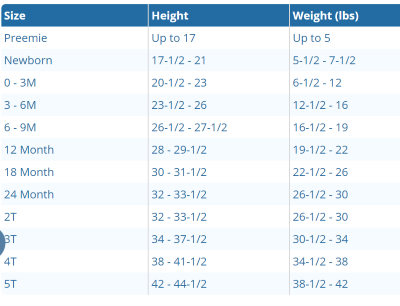 Size Height Weight (lbs)
Preemie Up to 17 Up to 5
Newborn 17-1/2 - 21 5-1/2 - 7-1/2
0 - 3M 20-1/2 - 23 6-1/2 - 12
3 - 6M 23-1/2 - 26 12-1/2 - 16
6 - 9M 26-1/2 - 27-1/2 16-1/2 - 19
12 Month 28 - 29-1/2 19-1/2 - 22
18 Month 30 - 31-1/2 22-1/2 - 26
24 Month 32 - 33-1/2 26-1/2 - 30
2T 32 - 33-1/2 26-1/2 - 30
3T 34 - 37-1/2 30-1/2 - 34
4T 38 - 41-1/2 34-1/2 - 38
5T 42 - 44-1/2 38-1/2 - 42